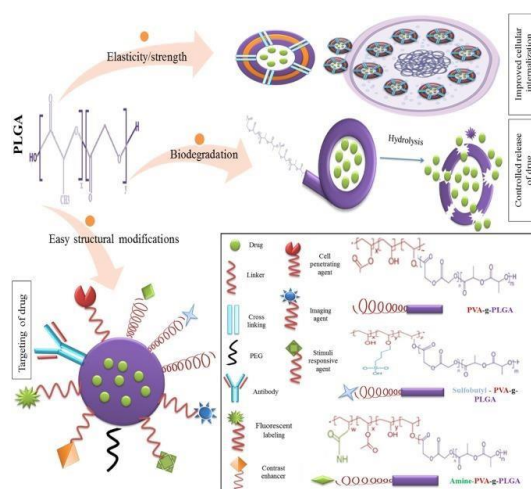 Elasticity/strength
Improved cellular
internalization
PLGA
HO
H
CH3
Biodegradation
Hydrolysis
Controlled release
of drug
Easy structural modifications
Targeting of drug
Drug
Linker
Cross
linking
PEG
Antibody
Fluorescent
labeling
Contrast
enhancer
Cell
penetrating
agent
Imaging
agent
Stimuli
responsive
agent
PVA-g-PLGA
Sulfobutyl - PVA-g-
PLGA
Amine-PVA-g-PLGA